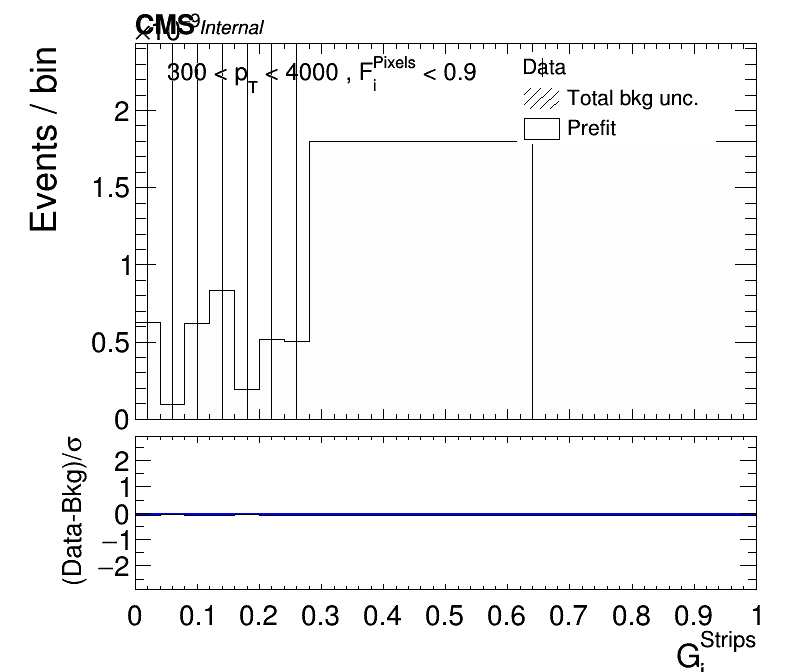 CMS Internal
×10⁻⁹
300 < p_T < 4000 , F_i^Pixels < 0.9
Data
Total bkg unc.
Prefit
Events / bin
2
1.5
1
0.5
0
(Data-Bkg)/σ
2
1
0
−1
−2
0 0.1 0.2 0.3 0.4 0.5 0.6 0.7 0.8 0.9 1
G_i^Strips